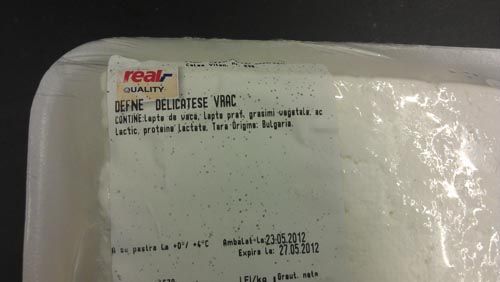 real,-
QUALITY
DEFNE DELICATESE VRAC
CONTINE:Lapte de vaca, Lapte praf, grasimi vegetale, ac
Lactic, proteine Lactate. Tara Origine: Bulgaria.
A se pastra La +0°/ +4°C
Ambalat-La:23.05.2012
Expira la: 27.05.2012
LEI/kg
Greut. neta